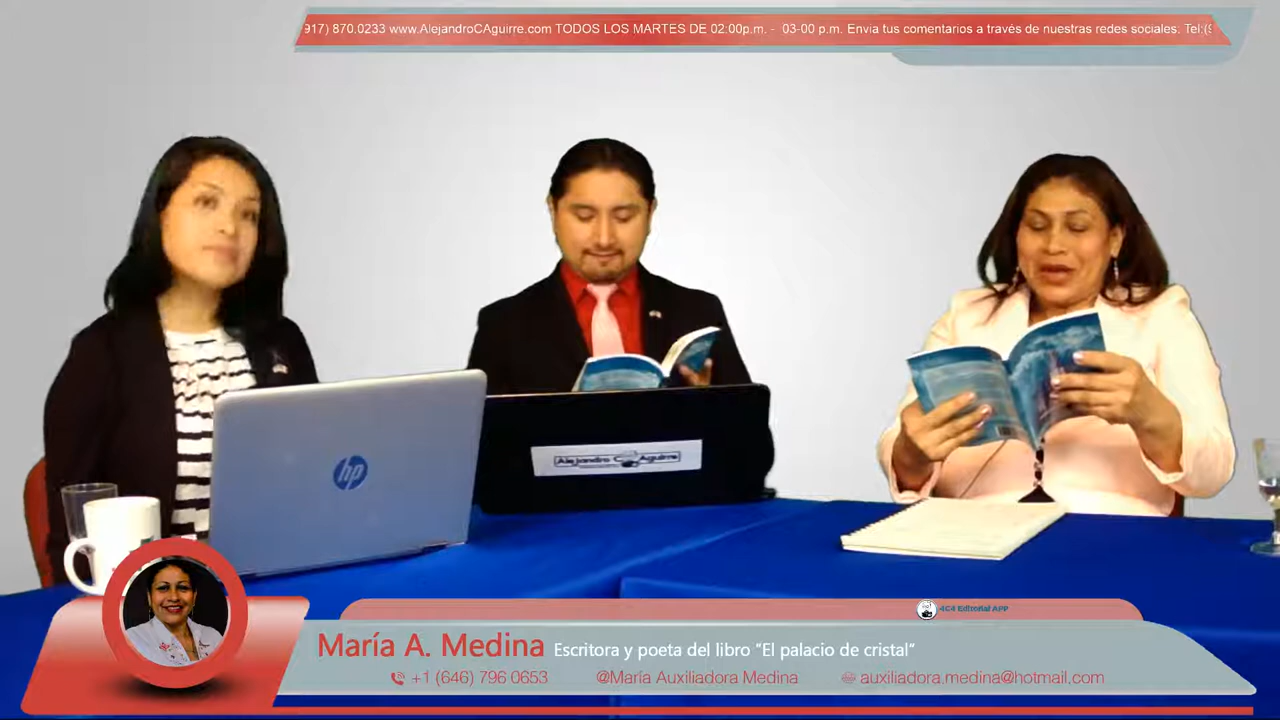 917) 870.0233 www.AlejandroCAguirre.com TODOS LOS MARTES DE 02:00p.m. - 03-00 p.m. Envia tus comentarios a través de nuestras redes sociales: Tel:(9
hp
Alejandro C Aguirre
4C4 Editorial APP
María A. Medina Escritora y poeta del libro "El palacio de cristal"
+1 (646) 796 0653 @María Auxiliadora Medina auxiliadora.medina@hotmail.com